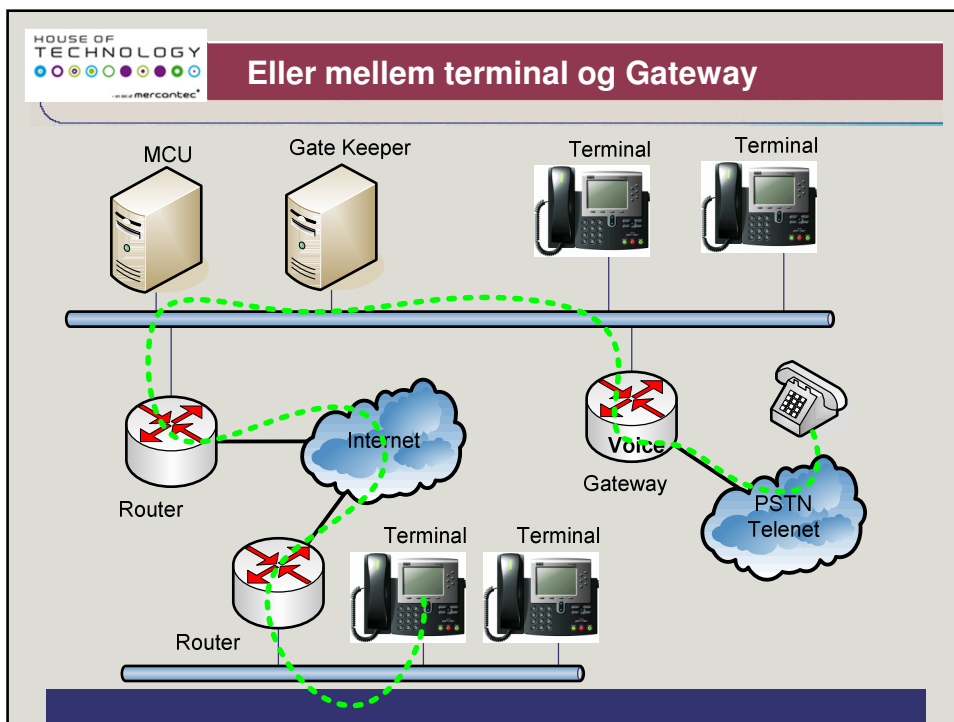 HOUSE OF
TECHNOLOGY
mercantec+
Eller mellem terminal og Gateway
MCU
Gate Keeper
Terminal
Terminal
Internet
Voice
Router
Gateway
PSTN
Telenet
Terminal
Terminal
Router